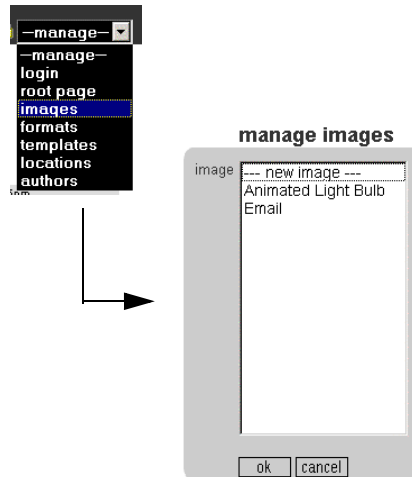 —manage—
—manage—
login
root page
images
formats
templates
locations
authors
manage images
image
--- new image ---
Animated Light Bulb
Email
ok
cancel